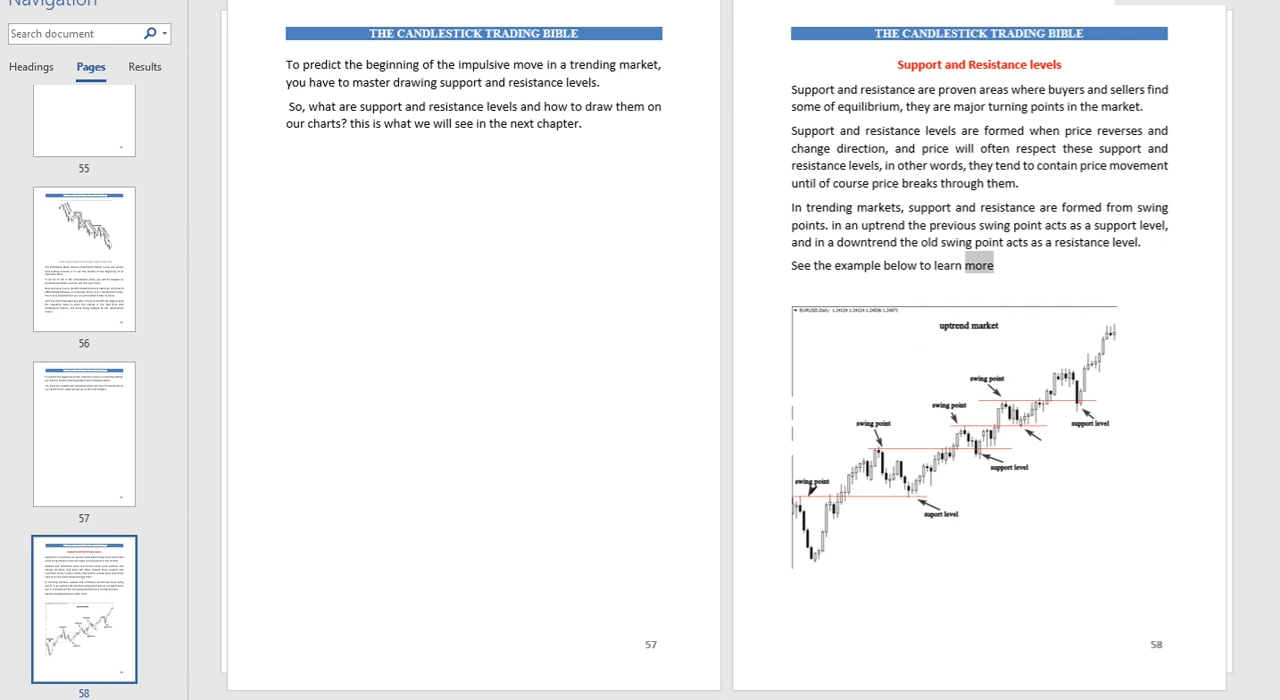 Navigation
Search document
Headings
Pages
Results
55
56
57
58
THE CANDLESTICK TRADING BIBLE
To predict the beginning of the impulsive move in a trending market,
you have to master drawing support and resistance levels.
So, what are support and resistance levels and how to draw them on
our charts? this is what we will see in the next chapter.
57
THE CANDLESTICK TRADING BIBLE
Support and Resistance levels
Support and resistance are proven areas where buyers and sellers find
some of equilibrium, they are major turning points in the market.
Support and resistance levels are formed when price reverses and
change direction, and price will often respect these support and
resistance levels, in other words, they tend to contain price movement
until of course price breaks through them.
In trending markets, support and resistance are formed from swing
points. in an uptrend the previous swing point acts as a support level,
and in a downtrend the old swing point acts as a resistance level.
See the example below to learn more
EURUSD,Daily
uptrend market
swing point
swing point
swing point
support level
swing point
support level
swing point
suport level
58